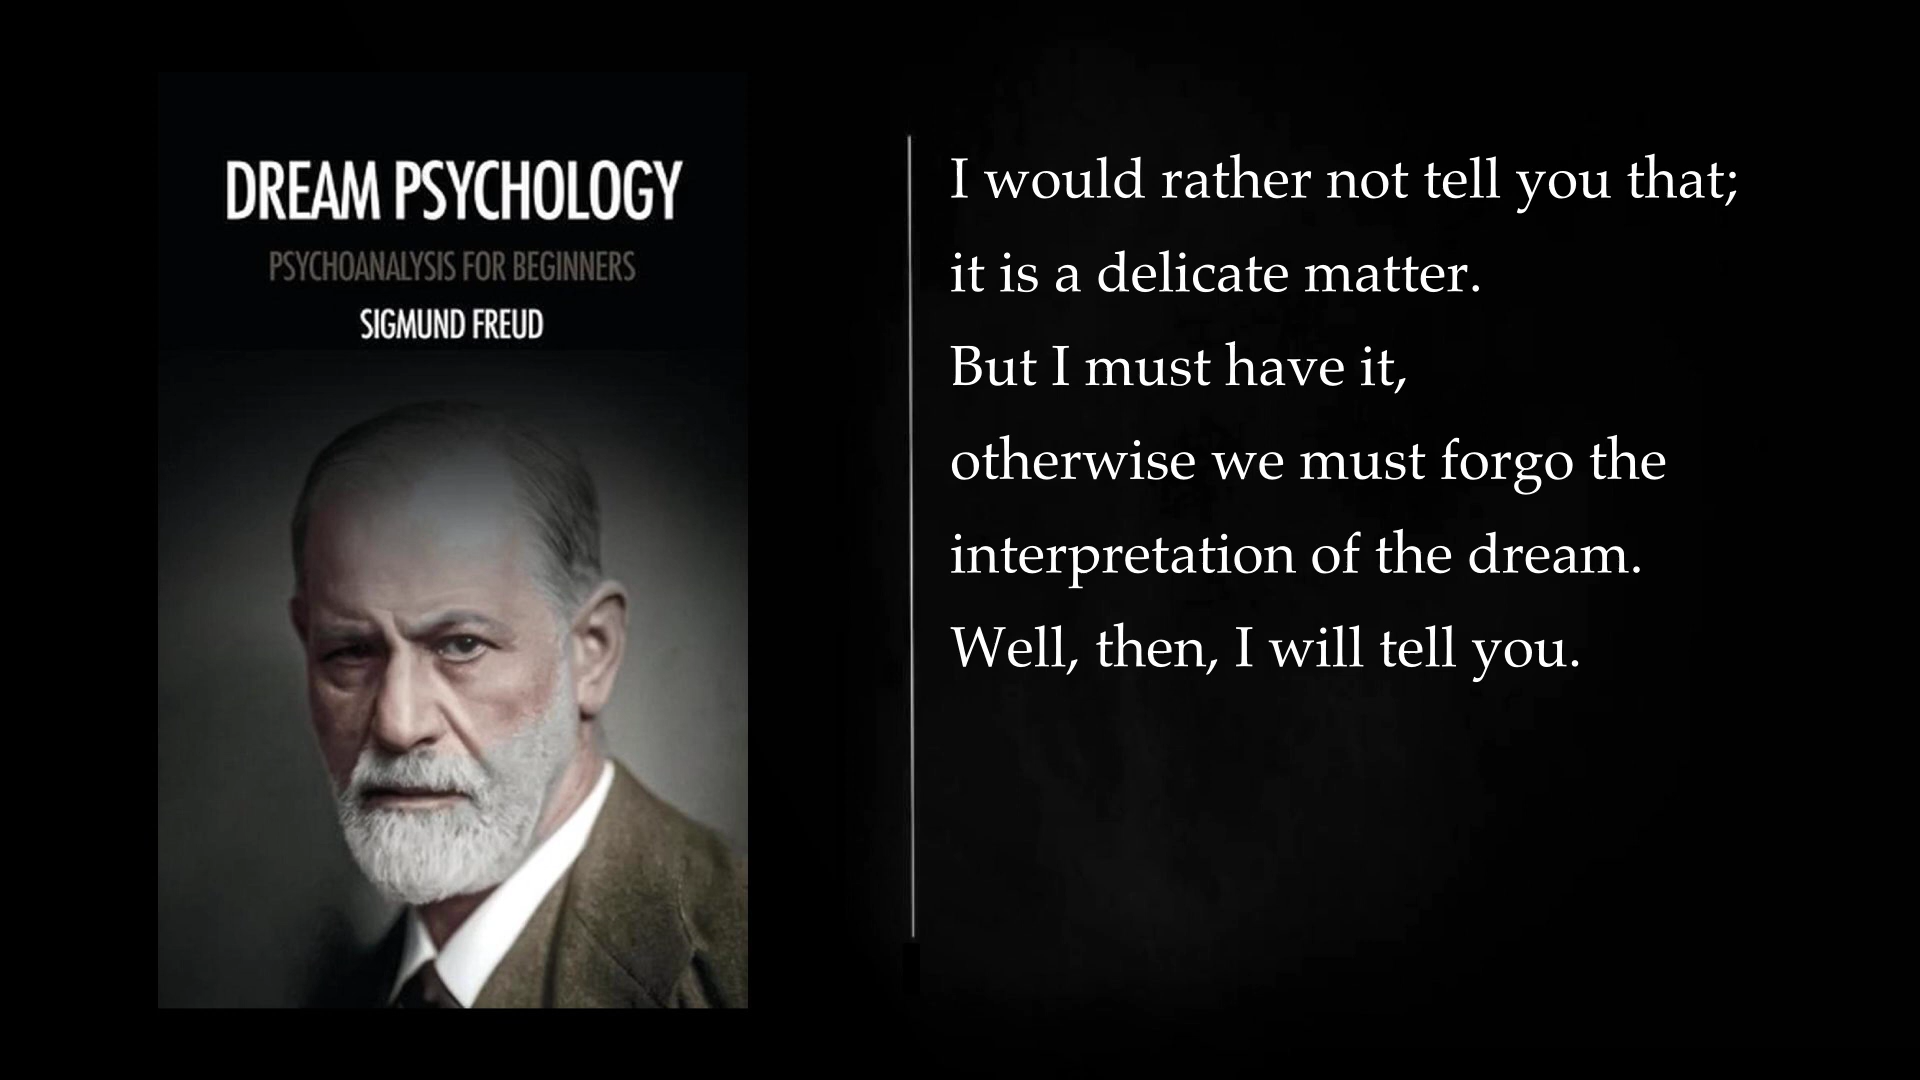 DREAM PSYCHOLOGY
PSYCHOANALYSIS FOR BEGINNERS
SIGMUND FREUD
I would rather not tell you that;
it is a delicate matter.
But I must have it,
otherwise we must forgo the
interpretation of the dream.
Well, then, I will tell you.